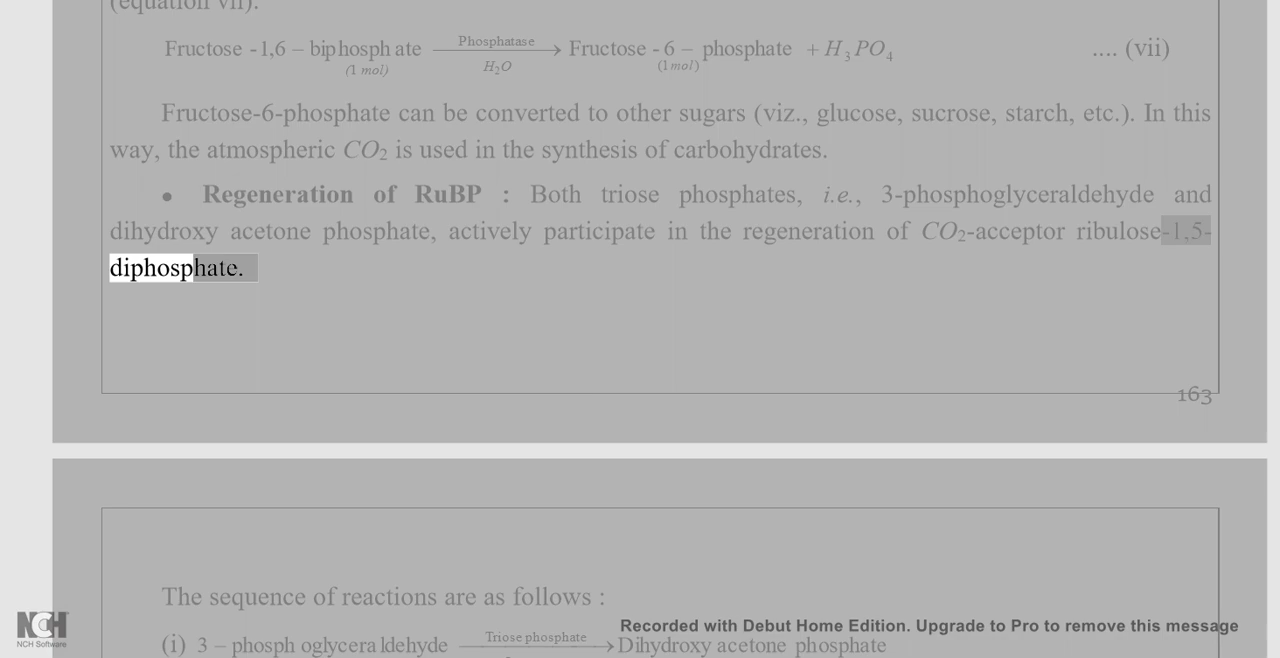 (equation vii).
Fructose -1,6 – biphosph ate Phosphatase H2O Fructose - 6 – phosphate + H3PO4 .... (vii)
(1 mol) (1 mol)
Fructose-6-phosphate can be converted to other sugars (viz., glucose, sucrose, starch, etc.). In this
way, the atmospheric CO2 is used in the synthesis of carbohydrates.
• Regeneration of RuBP : Both triose phosphates, i.e., 3-phosphoglyceraldehyde and
dihydroxy acetone phosphate, actively participate in the regeneration of CO2-acceptor ribulose-1,5-
diphosphate.
163
The sequence of reactions are as follows :
Recorded with Debut Home Edition. Upgrade to Pro to remove this message
(i) 3 – phosph oglycera ldehyde Triose phosphate Dihydroxy acetone phosphate
NCH
NCH Software